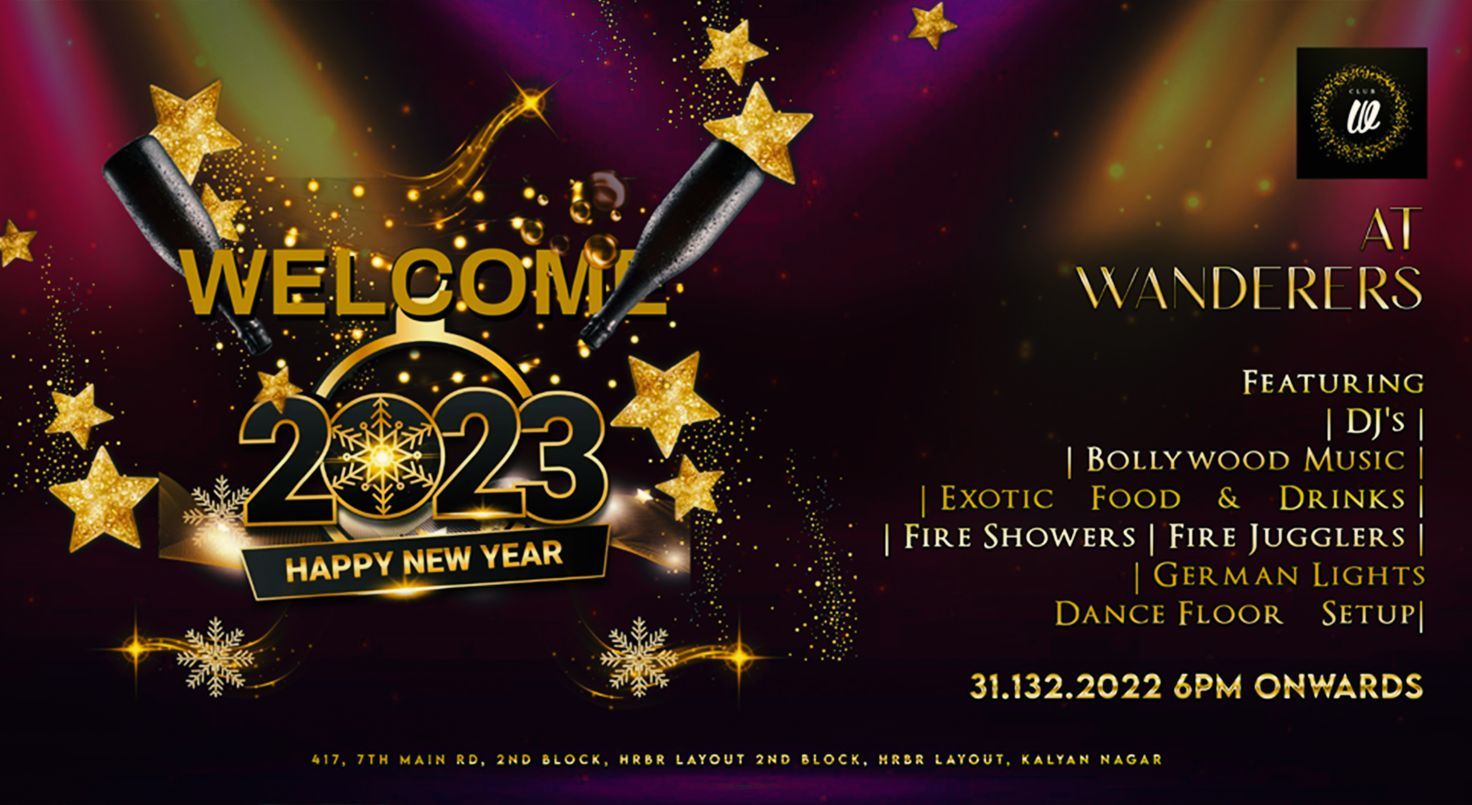 WELCOME
2023
HAPPY NEW YEAR
CLUB
W
AT
WANDERERS
FEATURING
| DJ'S |
| BOLLYWOOD MUSIC |
| EXOTIC FOOD & DRINKS |
| FIRE SHOWERS | FIRE JUGGLERS |
| GERMAN LIGHTS
DANCE FLOOR SETUP|
31.132.2022 6PM ONWARDS
417, 7TH MAIN RD, 2ND BLOCK, HRBR LAYOUT 2ND BLOCK, HRBR LAYOUT, KALYAN NAGAR